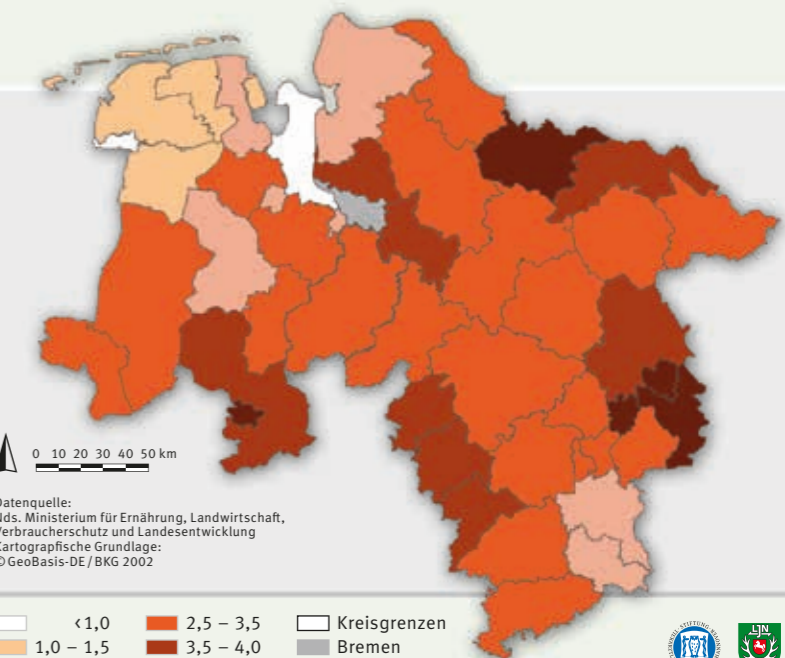 0 10 20 30 40 50 km
Datenquelle:
Nds. Ministerium für Ernährung, Landwirtschaft,
Verbraucherschutz und Landesentwicklung
Kartografische Grundlage:
© GeoBasis-DE / BKG 2002
<1,0 2,5 – 3,5 Kreisgrenzen
1,0 – 1,5 3,5 – 4,0 Bremen
LJN